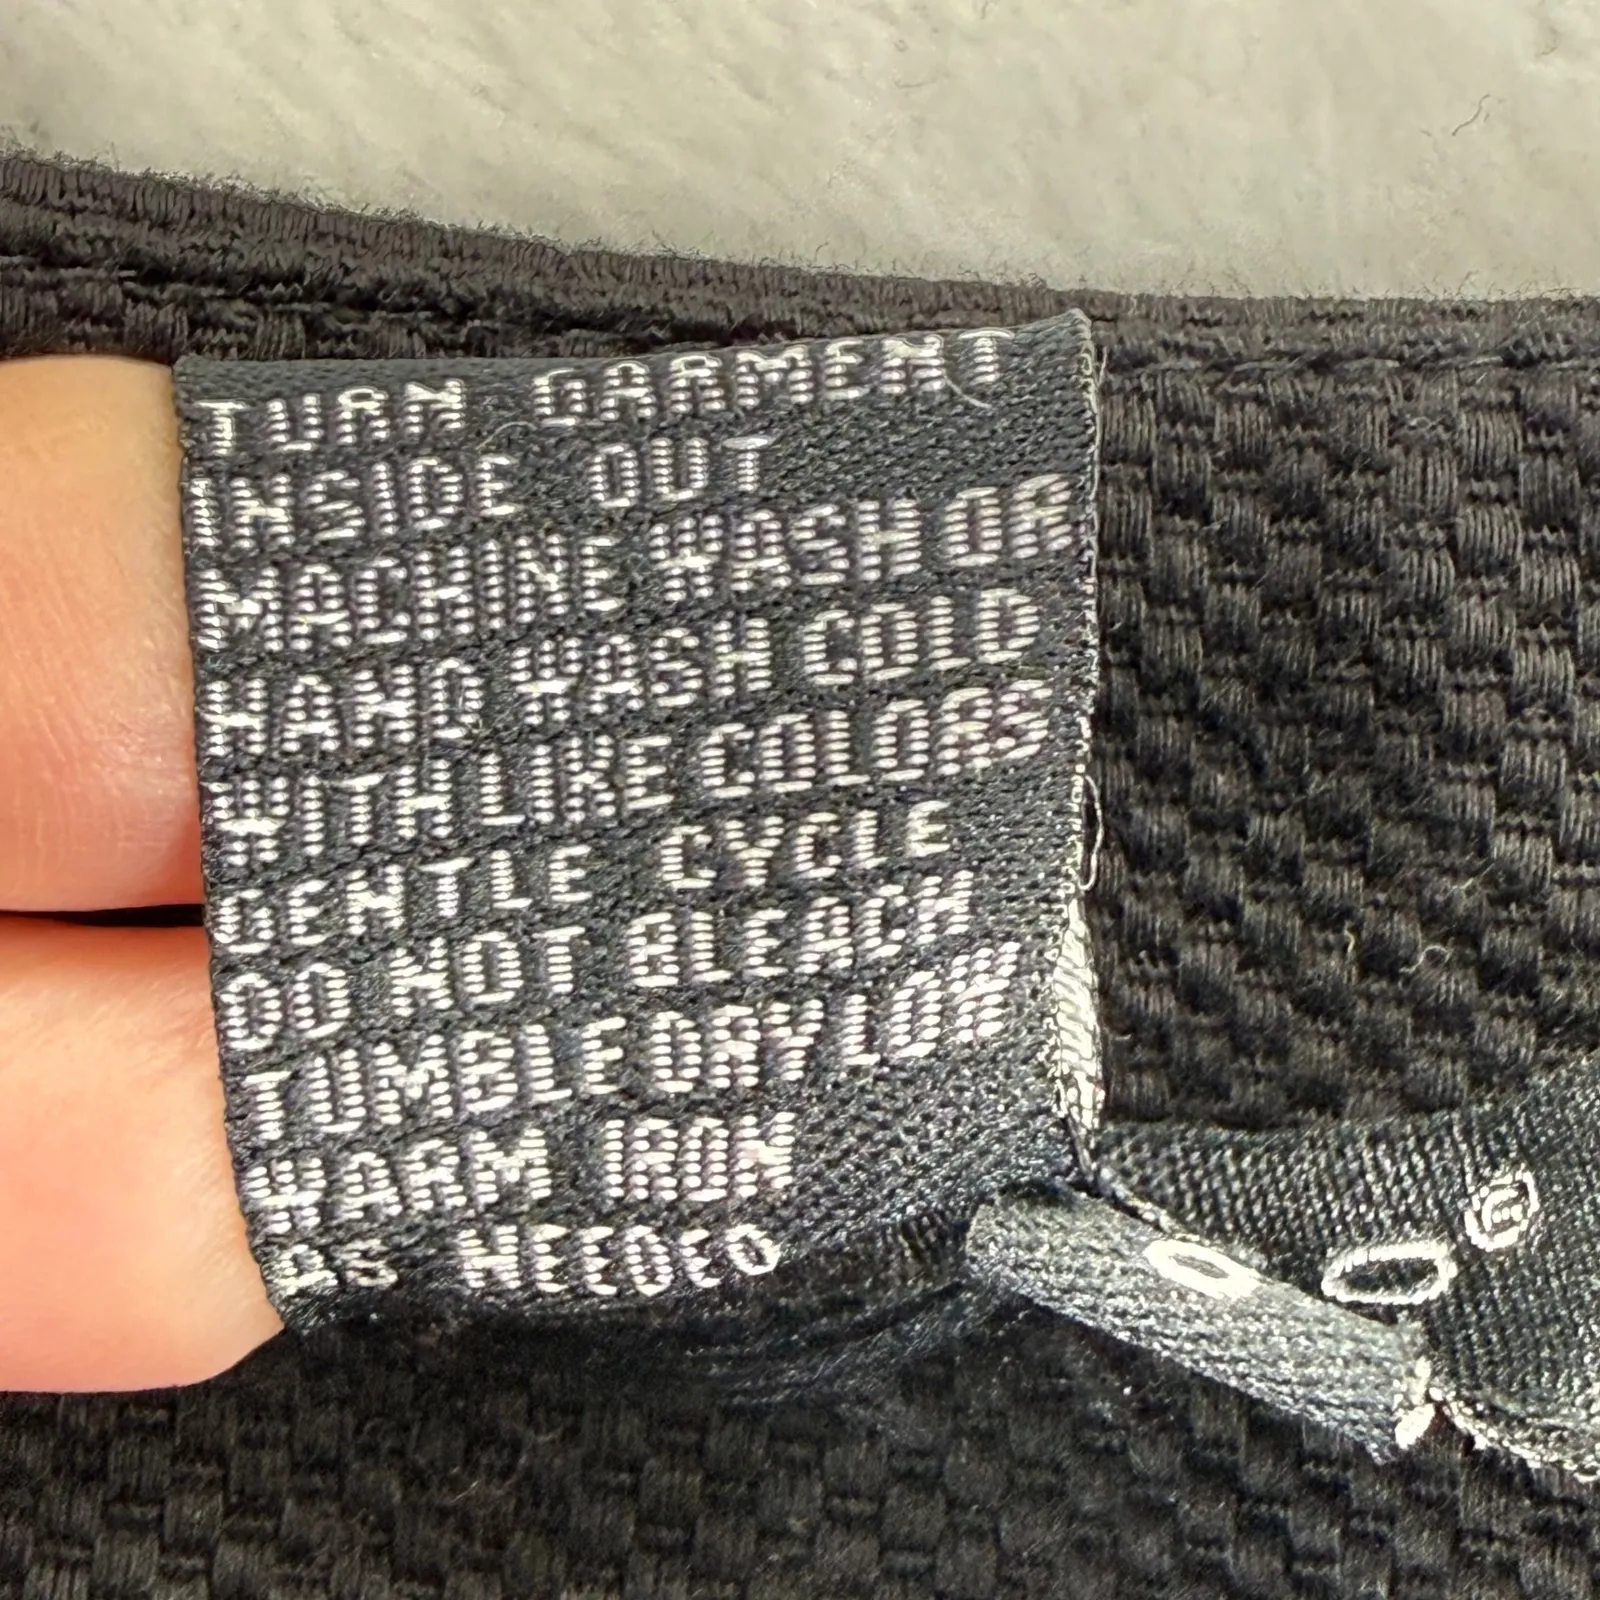 TURN GARMENT
INSIDE OUT
MACHINE WASH OR
HAND WASH COLD
WITH LIKE COLORS
GENTLE CYCLE
DO NOT BLEACH
TUMBLE DRY LOW
WARM IRON
AS NEEDED
0